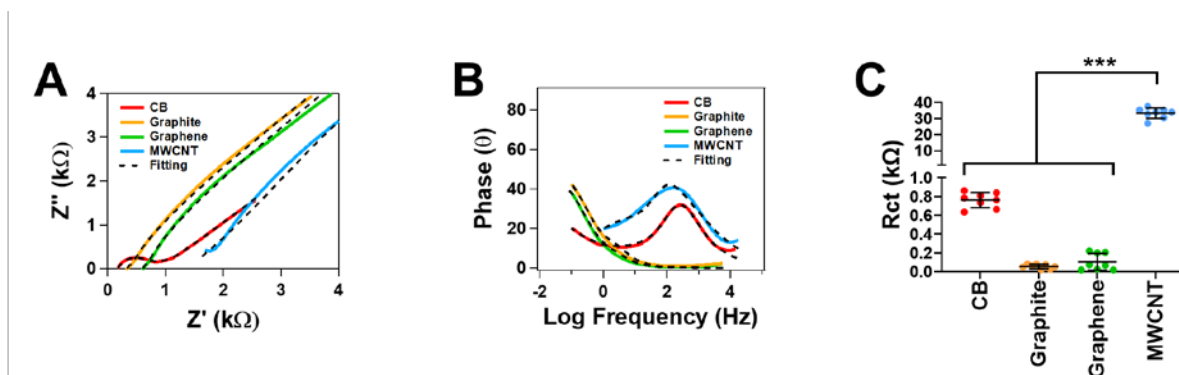 A
4
3
2
1
0
Z'' (kΩ)
CB
Graphite
Graphene
MWCNT
Fitting
0 1 2 3 4
Z' (kΩ)
B
80
60
40
20
0
Phase (θ)
CB
Graphite
Graphene
MWCNT
Fitting
-2 0 2 4
Log Frequency (Hz)
C
***
40
30
20
10
1.0
0.8
0.6
0.4
0.2
0.0
Rct (kΩ)
CB
Graphite
Graphene
MWCNT